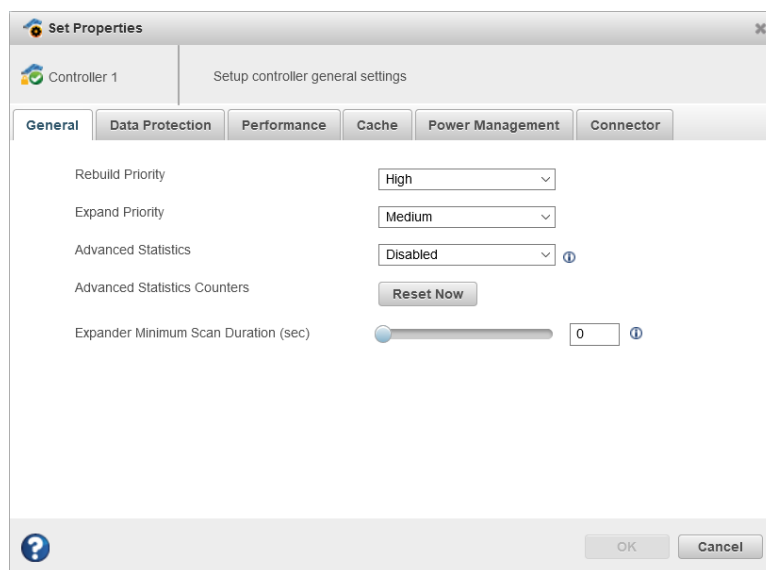 Set Properties
Controller 1
Setup controller general settings
General Data Protection Performance Cache Power Management Connector
Rebuild Priority High
Expand Priority Medium
Advanced Statistics Disabled
Advanced Statistics Counters Reset Now
Expander Minimum Scan Duration (sec) 0
OK Cancel